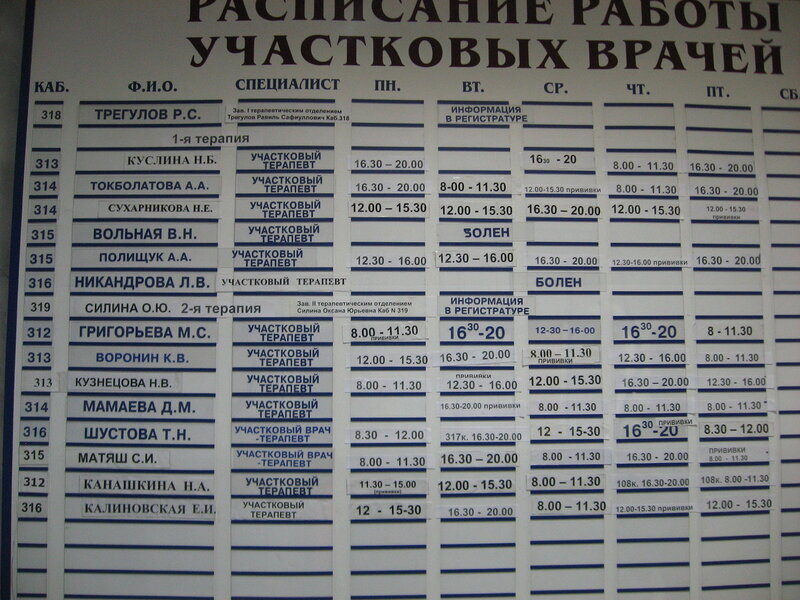 РАСПИСАНИЕ РАБОТЫ
УЧАСТКОВЫХ ВРАЧЕЙ
КАБ. Ф.И.О. СПЕЦИАЛИСТ ПН. ВТ. СР. ЧТ. ПТ. СБ
318 ТРЕГУЛОВ Р.С. Зав. I терапевтическим отделением Трегулов Равиль Сафиуллович Каб.318 ИНФОРМАЦИЯ В РЕГИСТРАТУРЕ
1-я терапия
313 КУСЛИНА Н.Б. УЧАСТКОВЫЙ ТЕРАПЕВТ 16.30 - 20.00 16³⁰ - 20 8.00 - 11.30 16.30 - 20.00
314 ТОКБОЛАТОВА А.А. УЧАСТКОВЫЙ ТЕРАПЕВТ 16.30 - 20.00 8-00 - 11.30 12.00-15.30 прививки 8.00 - 11.30 16.30 - 20.00
314 СУХАРНИКОВА Н.Е. УЧАСТКОВЫЙ ТЕРАПЕВТ 12.00 - 15.30 12.00 - 15.30 16.30 - 20.00 12.00 - 15.30 12.00 - 15.30 прививки
315 ВОЛЬНАЯ В.Н. УЧАСТКОВЫЙ ТЕРАПЕВТ БОЛЕН
315 ПОЛИЩУК А.А. УЧАСТКОВЫЙ ТЕРАПЕВТ 12.30 - 16.00 12.30 – 16.00 16.30 - 20.00 12.30-16.00 прививки 16.30 - 20.00
316 НИКАНДРОВА Л.В. УЧАСТКОВЫЙ ТЕРАПЕВТ БОЛЕН
319 СИЛИНА О.Ю. 2-я терапия Зав. II терапевтическим отделением Силина Оксана Юрьевна Каб N 319 ИНФОРМАЦИЯ В РЕГИСТРАТУРЕ
312 ГРИГОРЬЕВА М.С. УЧАСТКОВЫЙ ТЕРАПЕВТ 8.00 - 11.30 ПРИВИВКИ 16³⁰-20 12-30 – 16-00 16³⁰-20 8 - 11.30
313 ВОРОНИН К.В. УЧАСТКОВЫЙ ТЕРАПЕВТ 12.00 - 15.30 16.30 - 20.00 8.00 – 11.30 ПРИВИВКИ 12.30 - 16.00 8.00 - 11.30
313 КУЗНЕЦОВА Н.В. УЧАСТКОВЫЙ ТЕРАПЕВТ 8.00 - 11.30 ПРИВИВКИ 12.30 - 16.00 12.00 - 15.30 16.30 - 20.00 12.30 - 16.00
314 МАМАЕВА Д.М. УЧАСТКОВЫЙ ТЕРАПЕВТ 16.30-20.00 прививки 8.00 - 11.30 8.00 - 11.30 8.00 - 11.30
316 ШУСТОВА Т.Н. УЧАСТКОВЫЙ ВРАЧ -ТЕРАПЕВТ 8.30 - 12.00 317к. 16.30-20.00 12 - 15-30 16³⁰-20 ПРИВИВКИ 8.30 – 12.00
315 МАТЯШ С.И. УЧАСТКОВЫЙ ВРАЧ -ТЕРАПЕВТ 8.00 - 11.30 16.30 – 20.00 8.00 - 11.30 16.30 - 20.00 ПРИВИВКИ 8.00 - 11.30
312 КАНАШКИНА Н.А. УЧАСТКОВЫЙ ТЕРАПЕВТ 11.30 – 15.00 (прививки) 12.00 - 15.30 8.00 – 11.30 108к. 16.30-20.00 108к. 8.00 -11.30
316 КАЛИНОВСКАЯ Е.И. УЧАСТКОВЫЙ ТЕРАПЕВТ 12 - 15-30 16.30 - 20.00 8.00 – 11.30 12.00-15.30 прививки 12.00 - 15.30